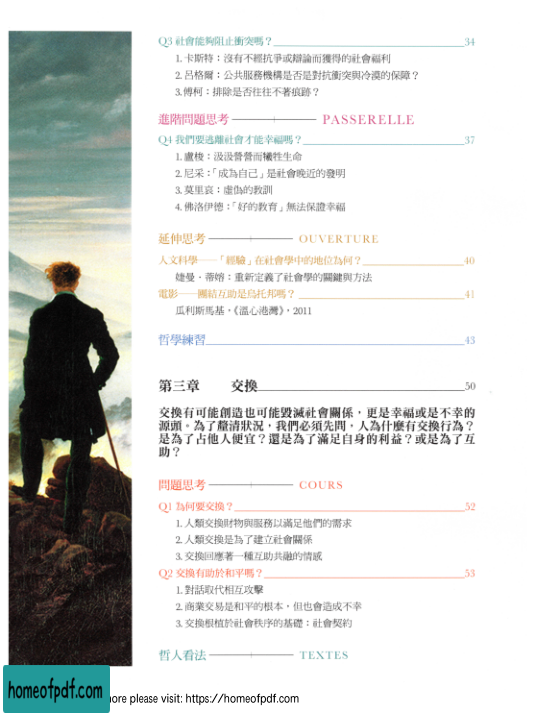 Q3 社會能夠阻止衝突嗎？ 34
1. 卡斯特：沒有不經抗爭或辯論而獲得的社會福利
2. 呂格爾：公共服務機構是否是對抗衝突與冷漠的保障？
3. 傅柯：排除是否往往不著痕跡？
進階問題思考 PASSERELLE
Q4 我們要逃離社會才能幸福嗎？ 37
1. 盧梭：汲汲營營而犧牲生命
2. 尼采：「成為自己」是社會晚近的發明
3. 莫里哀：虛偽的教訓
4. 佛洛伊德：「好的教育」無法保證幸福
延伸思考 OUVERTURE
人文科學——「經驗」在社會學中的地位為何？ 40
婕曼・蒂媂：重新定義了社會學的關鍵與方法
電影——團結互助是烏托邦嗎？ 41
瓜利斯馬基，《溫心港灣》，2011
哲學練習 43
第三章 交換 50
交換有可能創造也可能毀滅社會關係，更是幸福或是不幸的
源頭。為了釐清狀況，我們必須先問，人為什麼有交換行為？
是為了占他人便宜？還是為了滿足自身的利益？或是為了互
助？
問題思考 COURS
Q1 為何要交換？ 52
1. 人類交換財物與服務以滿足他們的需求
2. 人類交換是為了建立社會關係
3. 交換回應著一種互助共融的情感
Q2 交換有助於和平嗎？ 53
1. 對話取代相互攻擊
2. 商業交易是和平的根本，但也會造成不幸
3. 交換根植於社會秩序的基礎：社會契約
哲人看法 TEXTES
homeofpdf.com
more please visit: https://homeofpdf.com